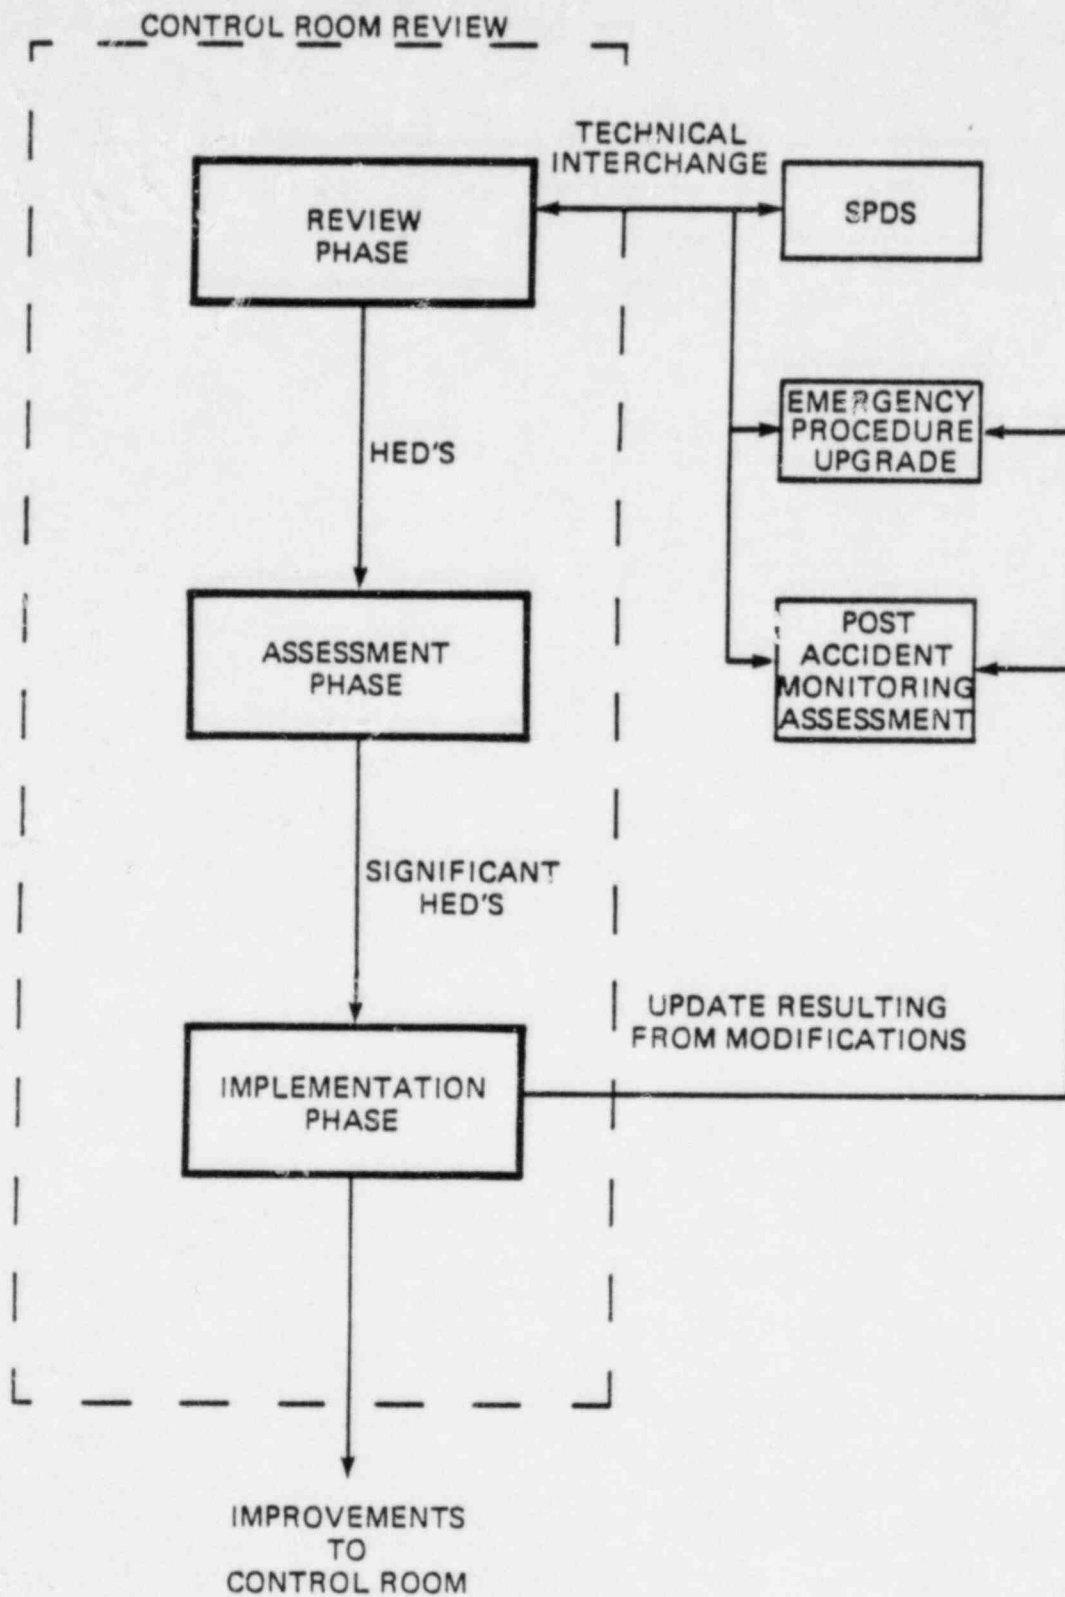 CONTROL ROOM REVIEW
TECHNICAL
INTERCHANGE
REVIEW
PHASE
SPDS
EMERGENCY
PROCEDURE
UPGRADE
HED'S
POST
ACCIDENT
MONITORING
ASSESSMENT
ASSESSMENT
PHASE
SIGNIFICANT
HED'S
UPDATE RESULTING
FROM MODIFICATIONS
IMPLEMENTATION
PHASE
IMPROVEMENTS
TO
CONTROL ROOM